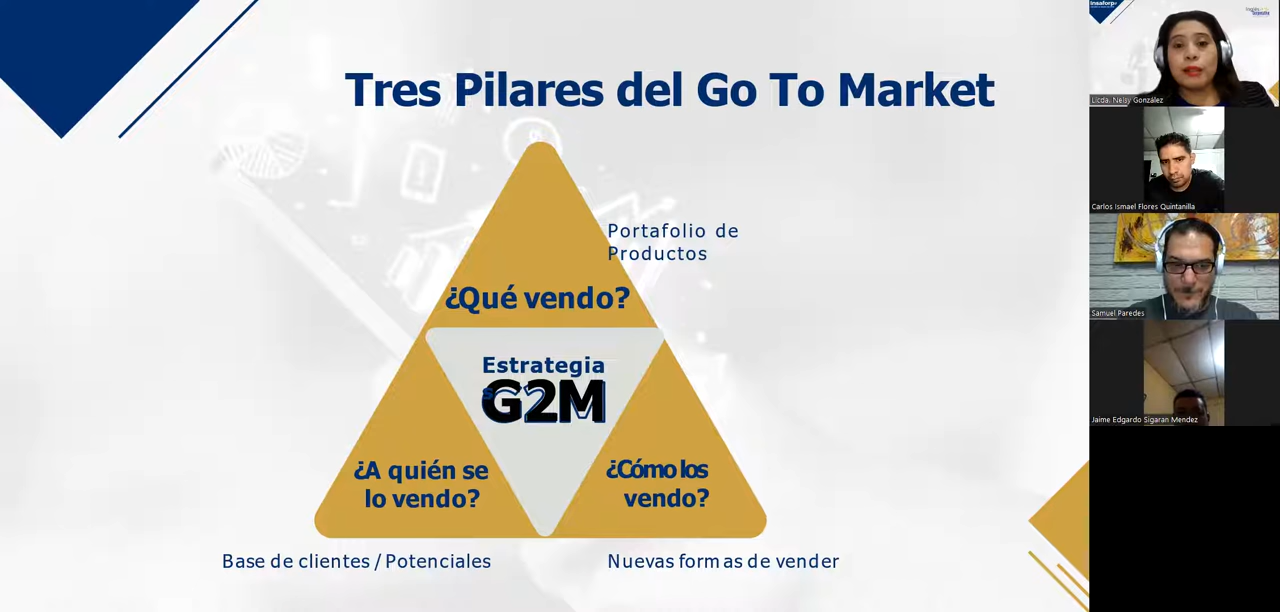 Tres Pilares del Go To Market
Portafolio de
Productos
¿Qué vendo?
Estrategia
s
G2M
¿A quién se
lo vendo?
¿Cómo los
vendo?
Base de clientes / Potenciales
Nuevas formas de vender
Insaforp
Licda. Neisy González
Carlos Ismael Flores Quintanilla
Samuel Paredes
Jaime Edgardo Sigaran Mendez